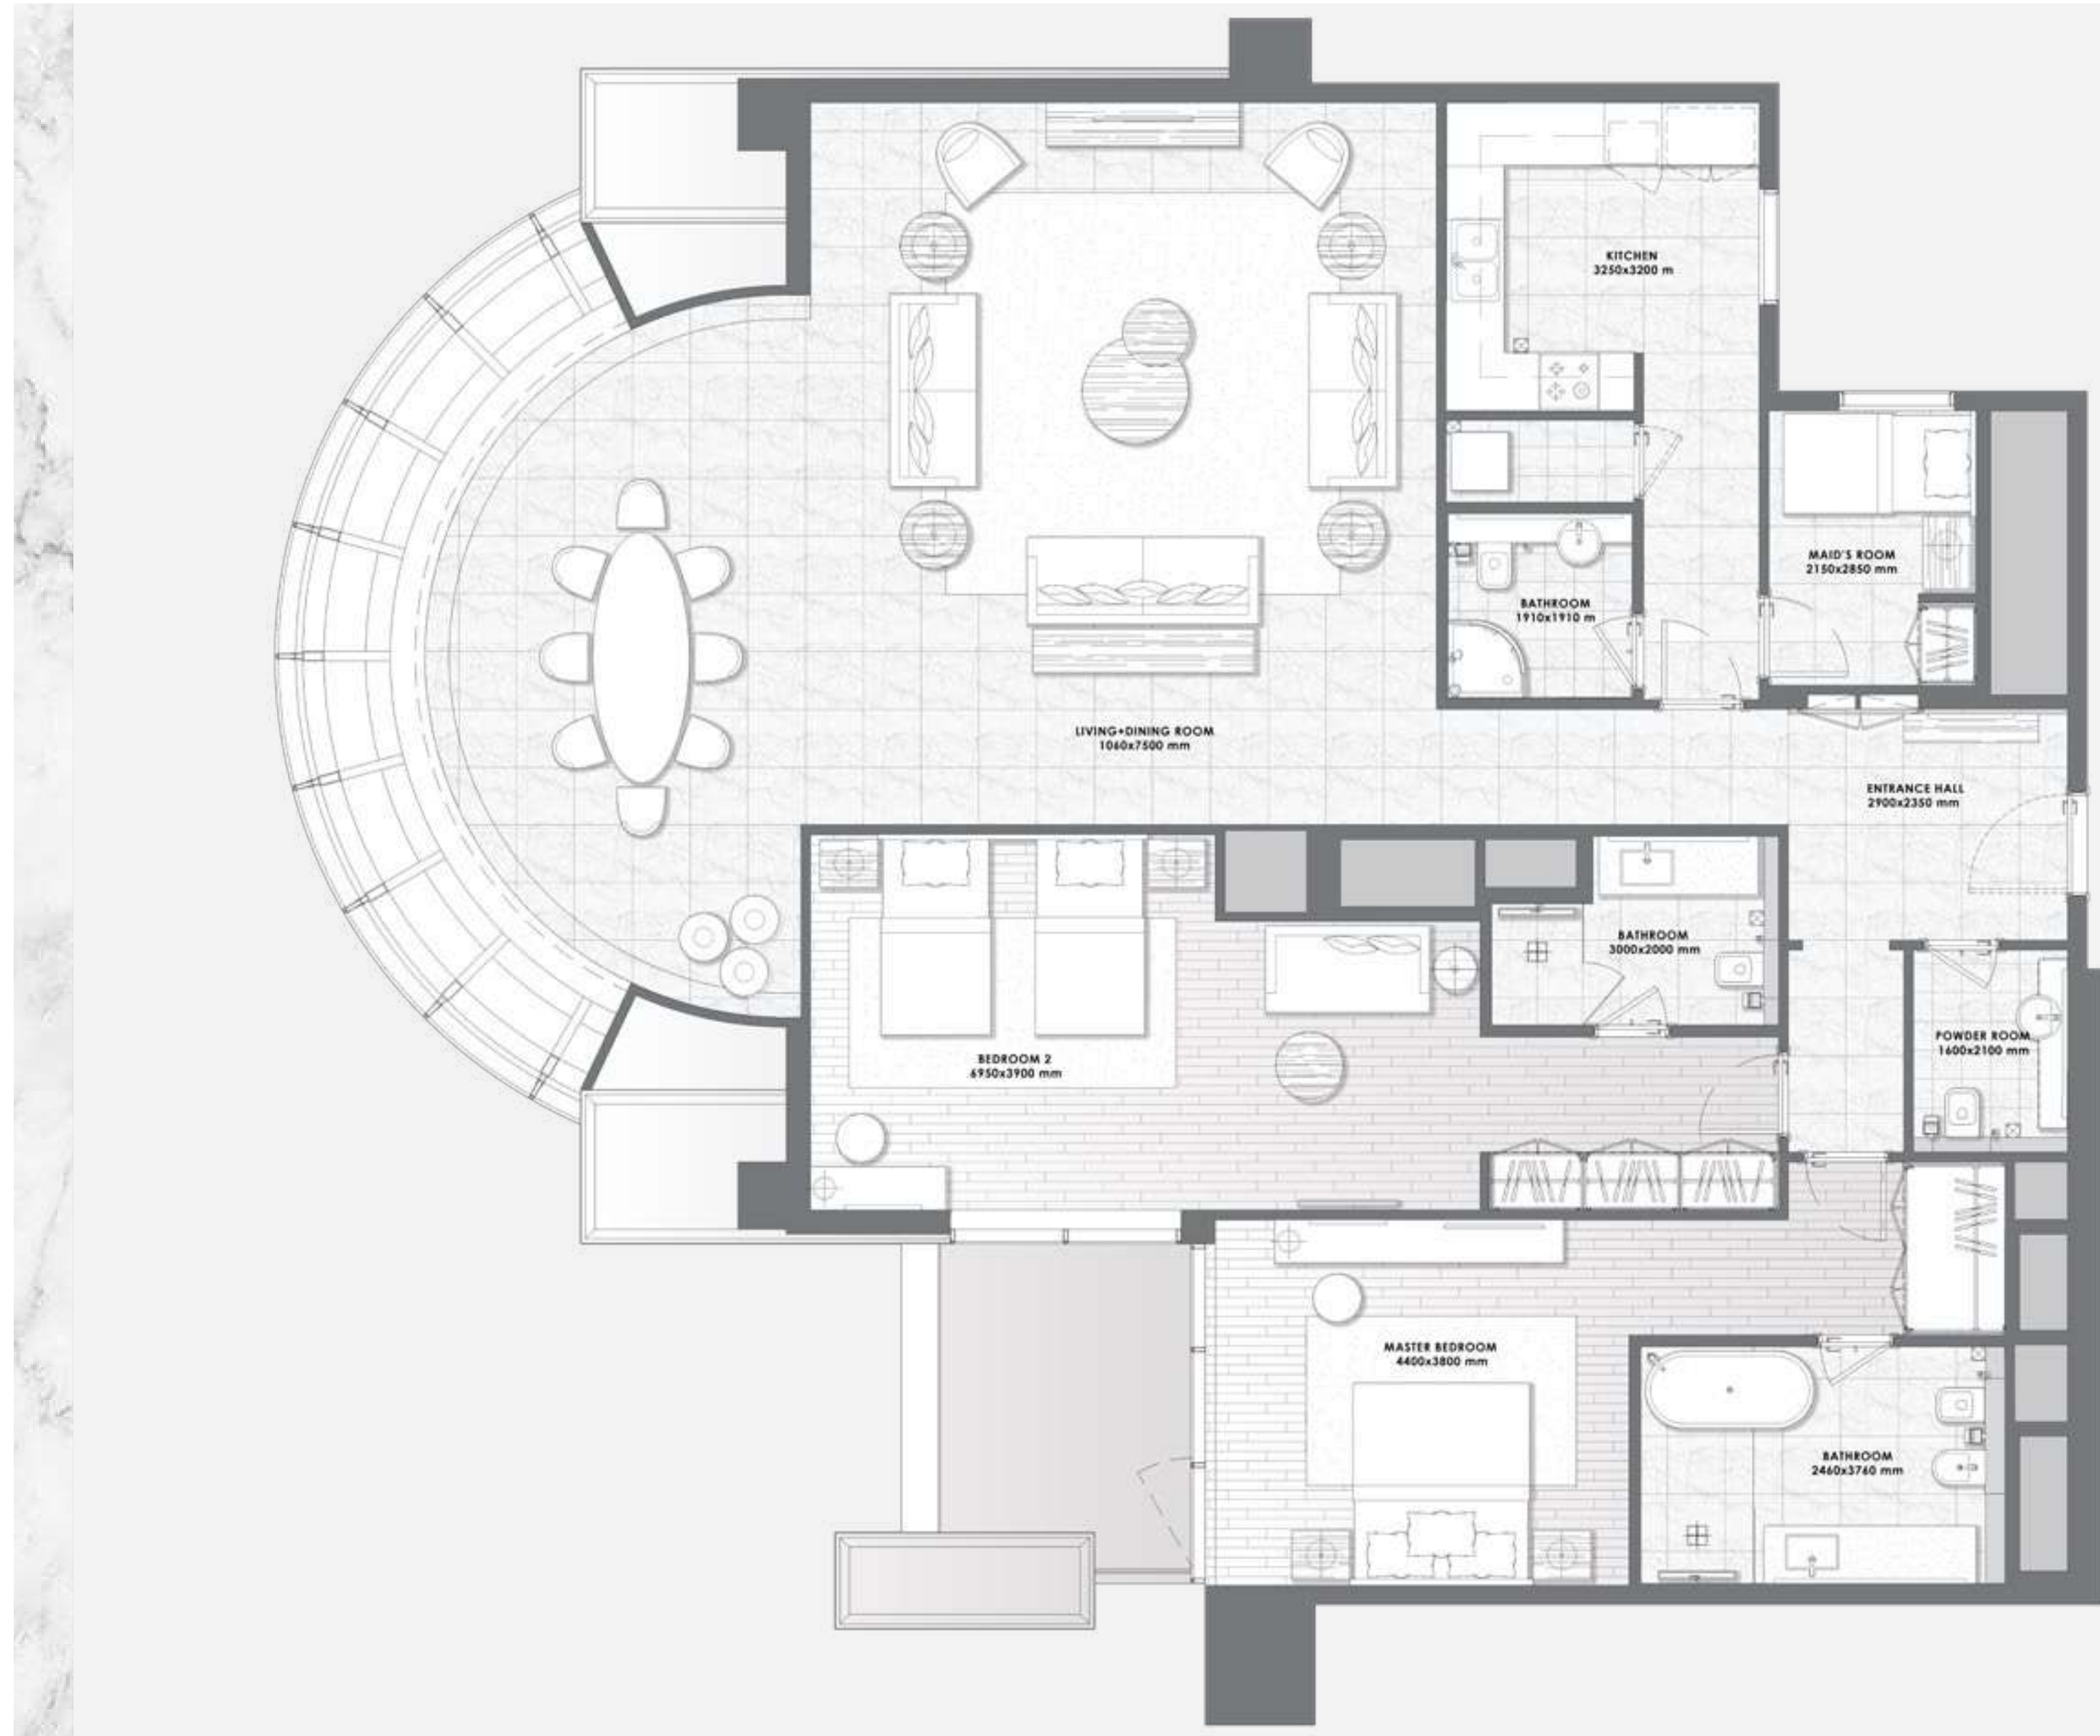 KITCHEN
3250x3200 m
MAID'S ROOM
2150x2850 mm
BATHROOM
1910x1910 m
LIVING+DINING ROOM
1060x7500 mm
ENTRANCE HALL
2900x2350 mm
BATHROOM
3000x2000 mm
POWDER ROOM
1600x2100 mm
BEDROOM 2
6950x3900 mm
MASTER BEDROOM
4400x3800 mm
BATHROOM
2460x3760 mm